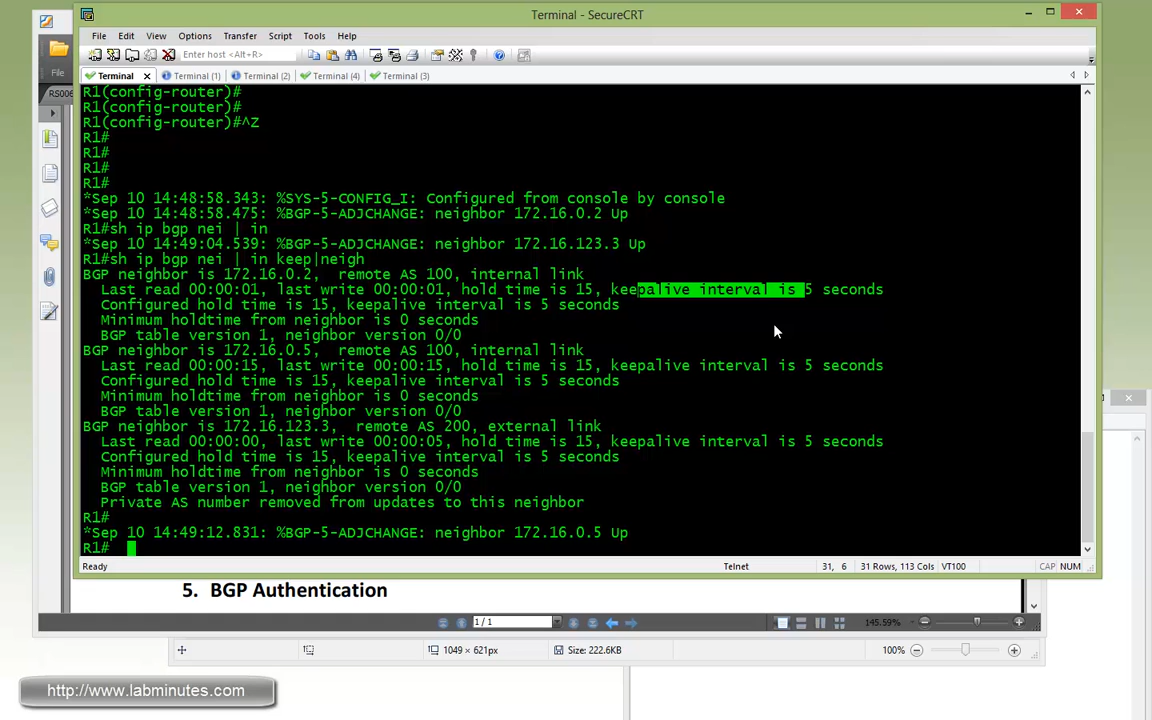 Terminal - SecureCRT
File Edit View Options Transfer Script Tools Help
Enter host <Alt+R>
File
Terminal Terminal (1) Terminal (2) Terminal (4) Terminal (3)
RS006
R1(config-router)#
R1(config-router)#
R1(config-router)#^Z
R1#
R1#
R1#
R1#
*Sep 10 14:48:58.343: %SYS-5-CONFIG_I: Configured from console by console
*Sep 10 14:48:58.475: %BGP-5-ADJCHANGE: neighbor 172.16.0.2 Up
R1#sh ip bgp nei | in
*Sep 10 14:49:04.539: %BGP-5-ADJCHANGE: neighbor 172.16.123.3 Up
R1#sh ip bgp nei | in keep|neigh
BGP neighbor is 172.16.0.2,  remote AS 100, internal link
  Last read 00:00:01, last write 00:00:01, hold time is 15, keepalive interval is 5 seconds
  Configured hold time is 15, keepalive interval is 5 seconds
  Minimum holdtime from neighbor is 0 seconds
  BGP table version 1, neighbor version 0/0
BGP neighbor is 172.16.0.5,  remote AS 100, internal link
  Last read 00:00:15, last write 00:00:15, hold time is 15, keepalive interval is 5 seconds
  Configured hold time is 15, keepalive interval is 5 seconds
  Minimum holdtime from neighbor is 0 seconds
  BGP table version 1, neighbor version 0/0
BGP neighbor is 172.16.123.3,  remote AS 200, external link
  Last read 00:00:00, last write 00:00:05, hold time is 15, keepalive interval is 5 seconds
  Configured hold time is 15, keepalive interval is 5 seconds
  Minimum holdtime from neighbor is 0 seconds
  BGP table version 1, neighbor version 0/0
  Private AS number removed from updates to this neighbor
R1#
*Sep 10 14:49:12.831: %BGP-5-ADJCHANGE: neighbor 172.16.0.5 Up
R1#
Ready Telnet 31, 6 31 Rows, 113 Cols VT100 CAP NUM
5. BGP Authentication
1 / 1 145.59%
1049 × 621px Size: 222.6KB 100%
http://www.labminutes.com